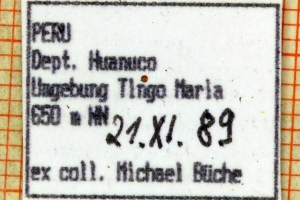 PERU
Dept. Huanuco
Umgebung Tingo Maria
650 m NN 21.XI.89
ex coll. Michael Büche